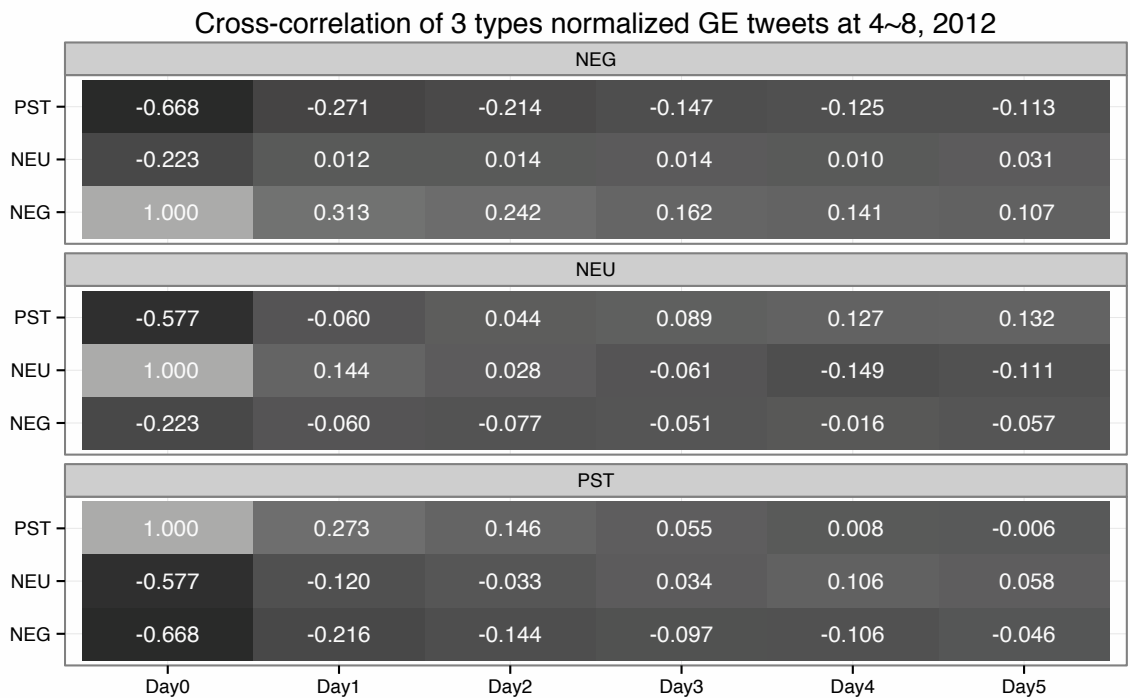 Cross-correlation of 3 types normalized GE tweets at 4~8, 2012
NEG
PST -0.668 -0.271 -0.214 -0.147 -0.125 -0.113
NEU -0.223 0.012 0.014 0.014 0.010 0.031
NEG 1.000 0.313 0.242 0.162 0.141 0.107
NEU
PST -0.577 -0.060 0.044 0.089 0.127 0.132
NEU 1.000 0.144 0.028 -0.061 -0.149 -0.111
NEG -0.223 -0.060 -0.077 -0.051 -0.016 -0.057
PST
PST 1.000 0.273 0.146 0.055 0.008 -0.006
NEU -0.577 -0.120 -0.033 0.034 0.106 0.058
NEG -0.668 -0.216 -0.144 -0.097 -0.106 -0.046
Day0 Day1 Day2 Day3 Day4 Day5